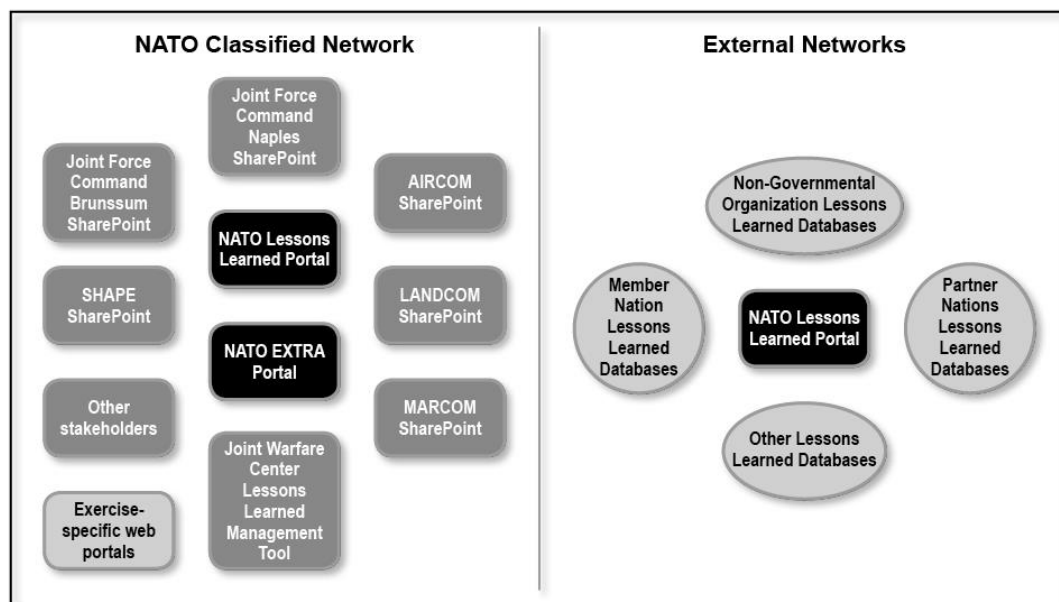 NATO Classified Network
Joint Force
Command
Naples
SharePoint
Joint Force
Command
Brunssum
SharePoint
AIRCOM
SharePoint
NATO Lessons
Learned Portal
SHAPE
SharePoint
LANDCOM
SharePoint
NATO EXTRA
Portal
Other
stakeholders
MARCOM
SharePoint
Joint Warfare
Center
Lessons
Learned
Management
Tool
Exercise-
specific web
portals
External Networks
Non-Governmental
Organization Lessons
Learned Databases
Member
Nation
Lessons
Learned
Databases
NATO Lessons
Learned Portal
Partner
Nations
Lessons
Learned
Databases
Other Lessons
Learned Databases